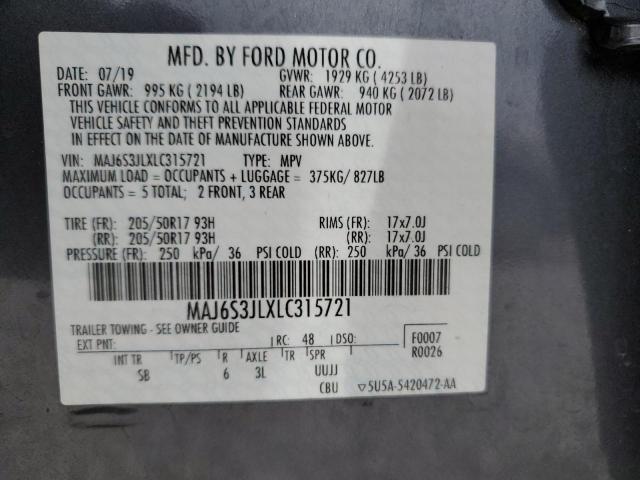 MFD. BY FORD MOTOR CO.
DATE: 07/19 GVWR: 1929 KG ( 4253 LB)
FRONT GAWR: 995 KG ( 2194 LB) REAR GAWR: 940 KG ( 2072 LB)
THIS VEHICLE CONFORMS TO ALL APPLICABLE FEDERAL MOTOR
VEHICLE SAFETY AND THEFT PREVENTION STANDARDS
IN EFFECT ON THE DATE OF MANUFACTURE SHOWN ABOVE.
VIN: MAJ6S3JLXLC315721 TYPE: MPV
MAXIMUM LOAD = OCCUPANTS + LUGGAGE = 375KG/ 827LB
OCCUPANTS = 5 TOTAL; 2 FRONT, 3 REAR
TIRE (FR): 205/50R17 93H RIMS (FR): 17x7.0J
(RR): 205/50R17 93H (RR): 17x7.0J
PRESSURE (FR): 250 kPa/ 36 PSI COLD (RR): 250 kPa/ 36 PSI COLD
MAJ6S3JLXLC315721
TRAILER TOWING - SEE OWNER GUIDE
EXT PNT: RC: 48 DSO: F0007
R0026
INT TR TP/PS R AXLE TR SPR
SB 6 3L UUJJ
CBU ▽5U5A-5420472-AA